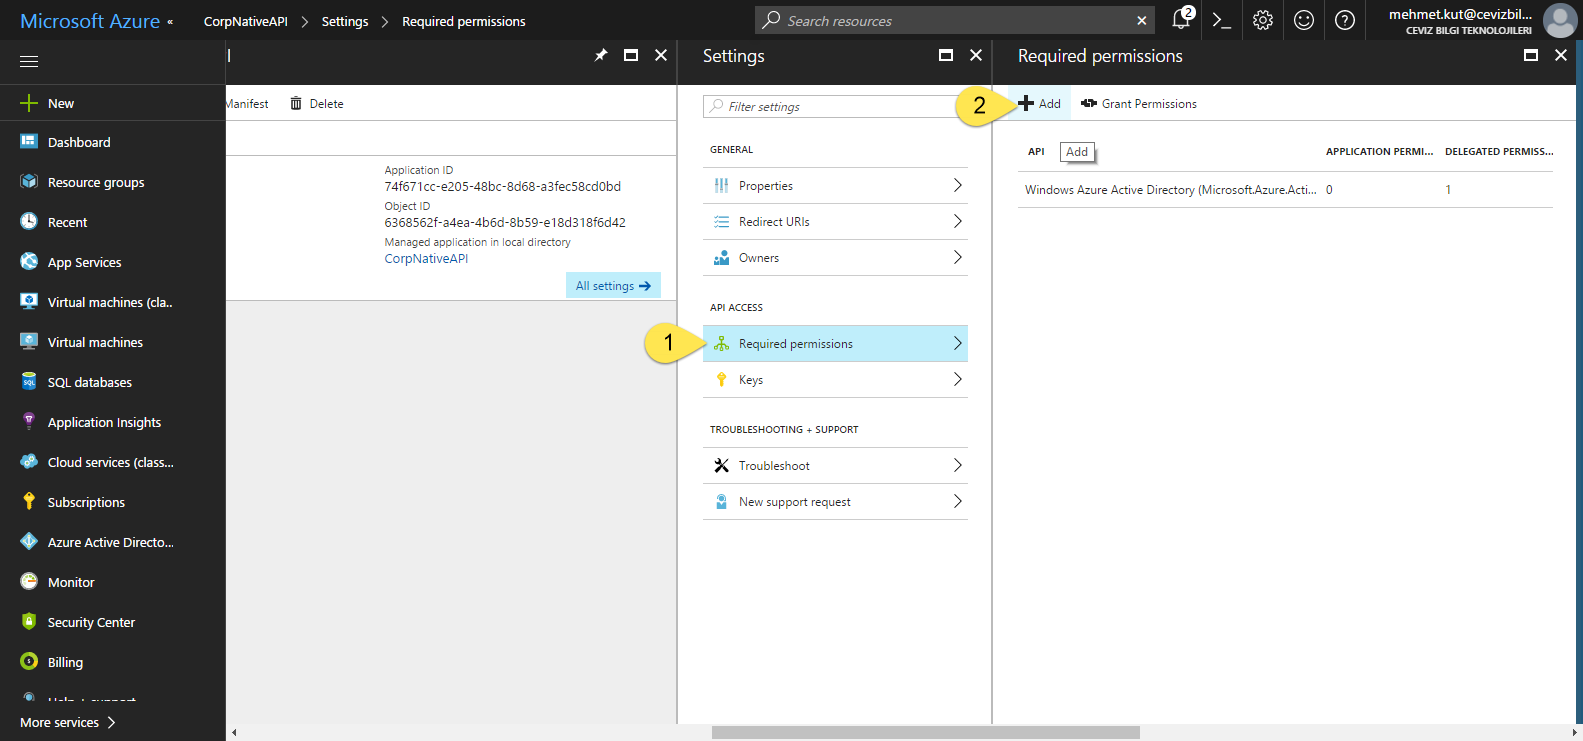 Microsoft Azure «
CorpNativeAPI > Settings > Required permissions
Search resources
2
mehmet.kut@cevizbil...
CEVIZ BILGI TEKNOLOJILERI
New
Dashboard
Resource groups
Recent
App Services
Virtual machines (cla..
Virtual machines
SQL databases
Application Insights
Cloud services (class...
Subscriptions
Azure Active Directo...
Monitor
Security Center
Billing
Help + support
More services >
Manifest
Delete
Application ID
74f671cc-e205-48bc-8d68-a3fec58cd0bd
Object ID
6368562f-a4ea-4b6d-8b59-e18d318f6d42
Managed application in local directory
CorpNativeAPI
All settings →
Settings
Filter settings
GENERAL
Properties
Redirect URIs
Owners
API ACCESS
1
Required permissions
Keys
TROUBLESHOOTING + SUPPORT
Troubleshoot
New support request
Required permissions
2
Add
Grant Permissions
API
Add
APPLICATION PERMI...
DELEGATED PERMISS...
Windows Azure Active Directory (Microsoft.Azure.Acti...
0
1